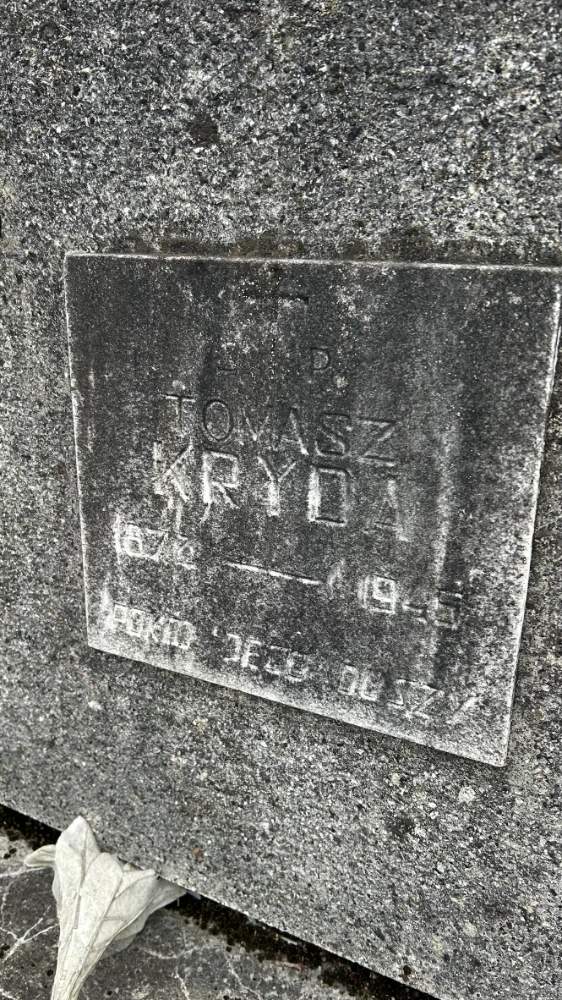 Ś P
TOMASZ
KRYDA
POKÓJ JEGO DUSZY